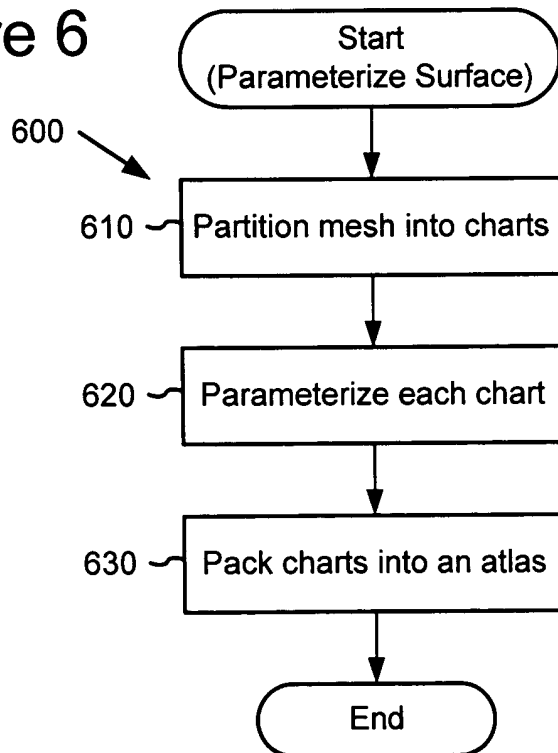 re 6
Start
(Parameterize Surface)
600
610
Partition mesh into charts
620
Parameterize each chart
630
Pack charts into an atlas
End